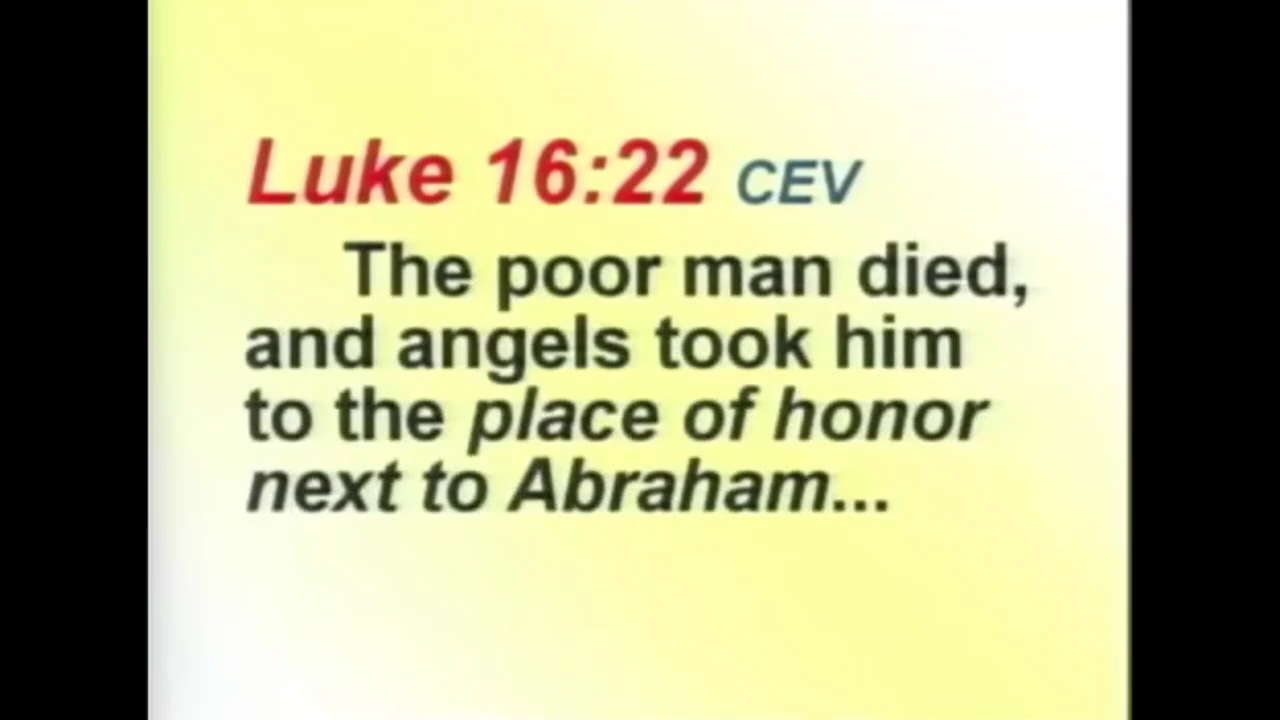 Luke 16:22 CEV
The poor man died,
and angels took him
to the place of honor
next to Abraham...